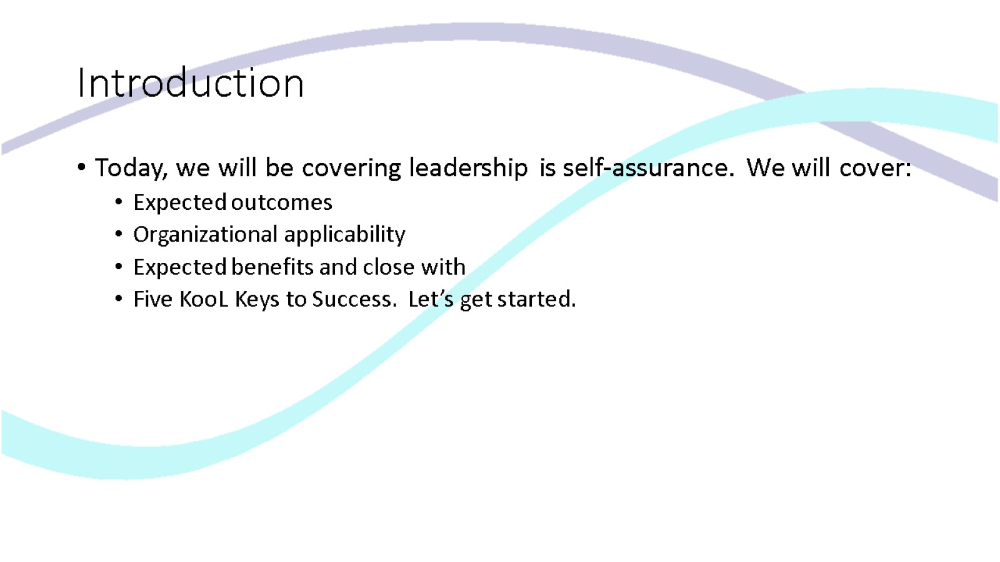 Introduction
• Today, we will be covering leadership is self-assurance. We will cover:
• Expected outcomes
• Organizational applicability
• Expected benefits and close with
• Five KooL Keys to Success. Let’s get started.